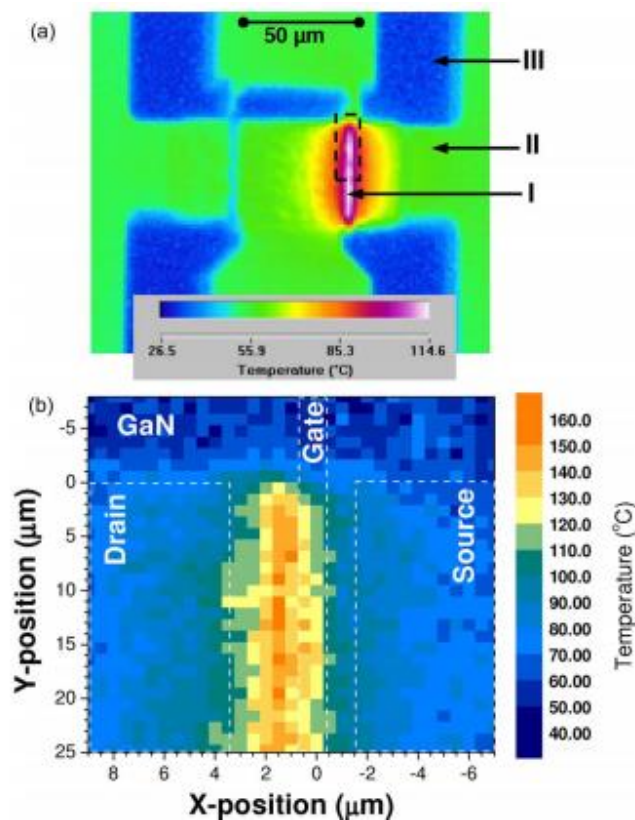 (a)
50 µm
III
II
I
26.5 55.9 85.3 114.6
Temperature (°C)
(b)
GaN
Gate
Drain
Source
-5
0
5
10
15
20
25
Y-position (µm)
8 6 4 2 0 -2 -4 -6
X-position (µm)
160.0
150.0
140.0
130.0
120.0
110.0
100.0
90.00
80.00
70.00
60.00
50.00
40.00
Temperature (°C)